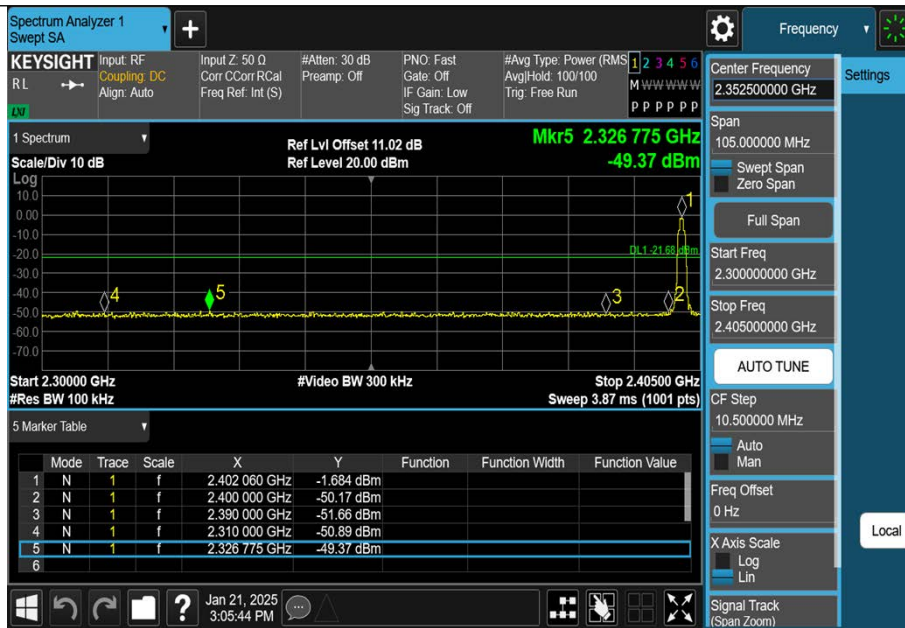 Spectrum Analyzer 1
Swept SA
Frequency
KEYSIGHT
RL
LXI
Input: RF
Coupling: DC
Align: Auto
Input Z: 50 Ω
Corr CCorr RCal
Freq Ref: Int (S)
#Atten: 30 dB
Preamp: Off
PNO: Fast
Gate: Off
IF Gain: Low
Sig Track: Off
#Avg Type: Power (RMS
Avg|Hold: 100/100
Trig: Free Run
1 2 3 4 5 6
M W W W W W
P P P P P P
1 Spectrum
Scale/Div 10 dB
Ref Lvl Offset 11.02 dB
Ref Level 20.00 dBm
Mkr5 2.326 775 GHz
-49.37 dBm
Log
10.0
0.00
-10.0
-20.0
-30.0
-40.0
-50.0
-60.0
-70.0
1
DL1 -21.68 dBm
4
5
3
2
Start 2.30000 GHz
#Video BW 300 kHz
Stop 2.40500 GHz
#Res BW 100 kHz
Sweep 3.87 ms (1001 pts)
5 Marker Table
Mode Trace Scale X Y Function Function Width Function Value
1 N 1 f 2.402 060 GHz -1.684 dBm
2 N 1 f 2.400 000 GHz -50.17 dBm
3 N 1 f 2.390 000 GHz -51.66 dBm
4 N 1 f 2.310 000 GHz -50.89 dBm
5 N 1 f 2.326 775 GHz -49.37 dBm
6
?
Jan 21, 2025
3:05:44 PM
Settings
Center Frequency
2.352500000 GHz
Span
105.000000 MHz
Swept Span
Zero Span
Full Span
Start Freq
2.300000000 GHz
Stop Freq
2.405000000 GHz
AUTO TUNE
CF Step
10.500000 MHz
Auto
Man
Freq Offset
0 Hz
Local
X Axis Scale
Log
Lin
Signal Track
(Span Zoom)